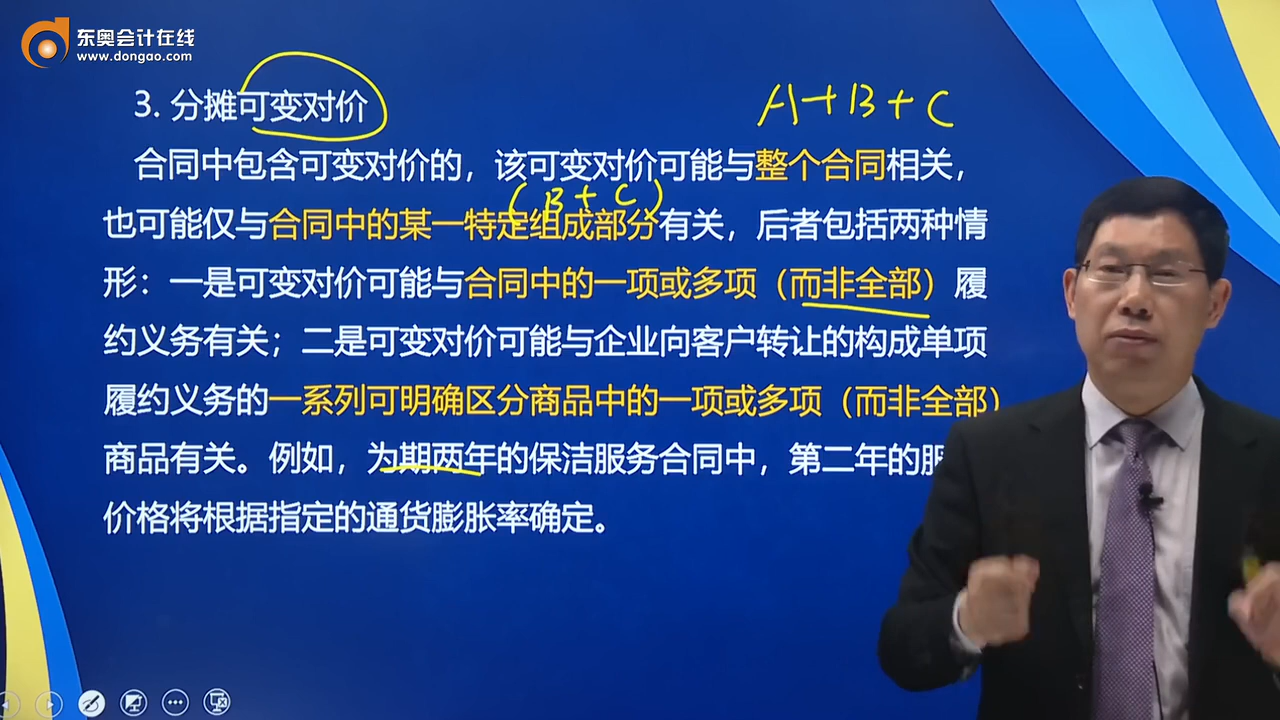 东奥会计在线
www.dongao.com
3. 分摊可变对价
A+B+C
合同中包含可变对价的，该可变对价可能与整个合同相关，
(B+C)
也可能仅与合同中的某一特定组成部分有关，后者包括两种情
形：一是可变对价可能与合同中的一项或多项（而非全部）履
约义务有关；二是可变对价可能与企业向客户转让的构成单项
履约义务的一系列可明确区分商品中的一项或多项（而非全部）
商品有关。例如，为期两年的保洁服务合同中，第二年的服
价格将根据指定的通货膨胀率确定。